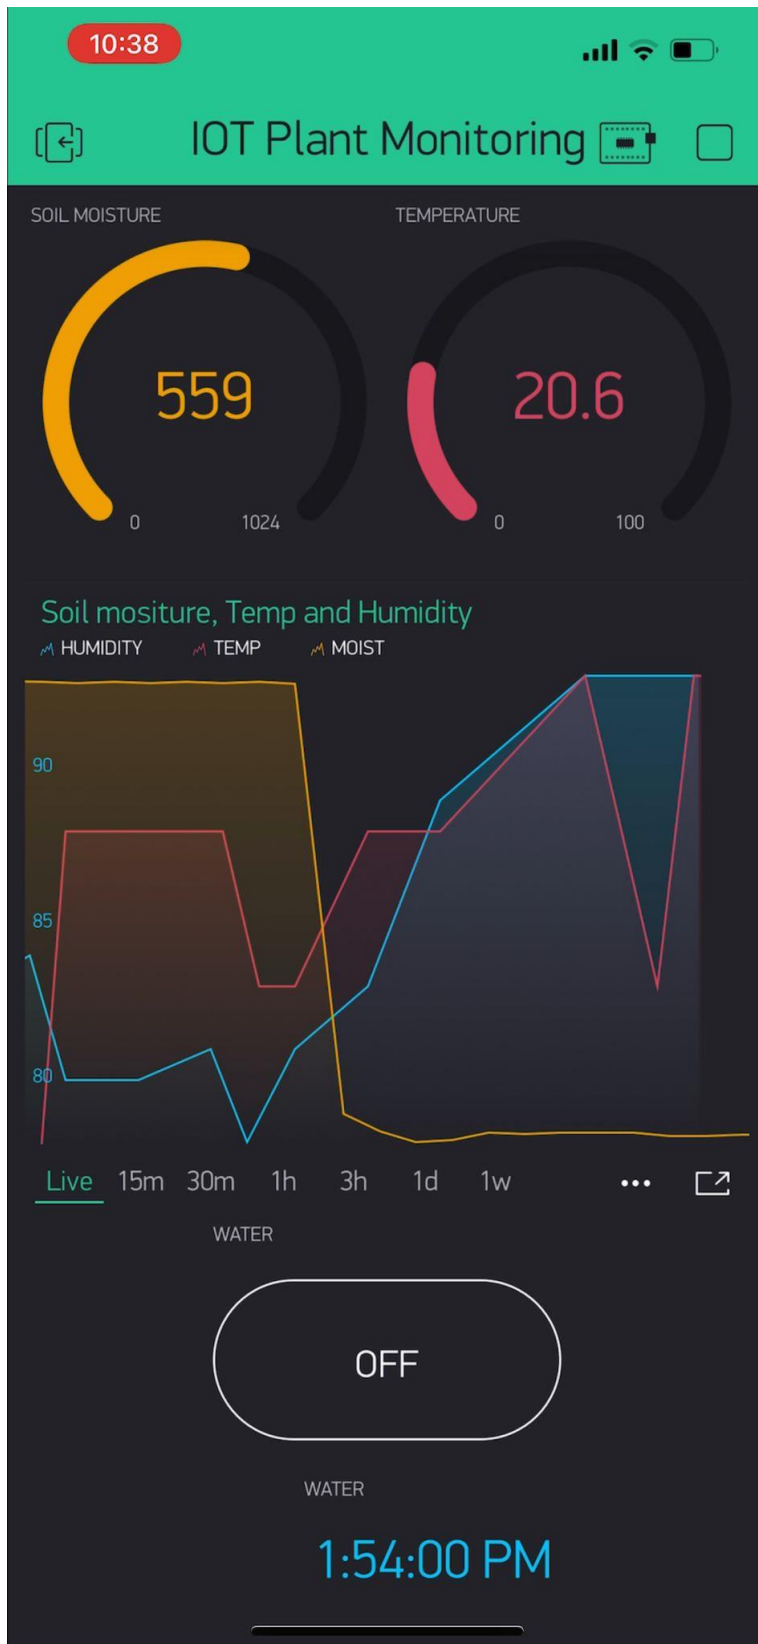 10:38
IOT Plant Monitoring
SOIL MOISTURE TEMPERATURE
559 20.6
0 1024 0 100
Soil mositure, Temp and Humidity
HUMIDITY TEMP MOIST
90
85
80
Live 15m 30m 1h 3h 1d 1w
WATER
OFF
WATER
1:54:00 PM